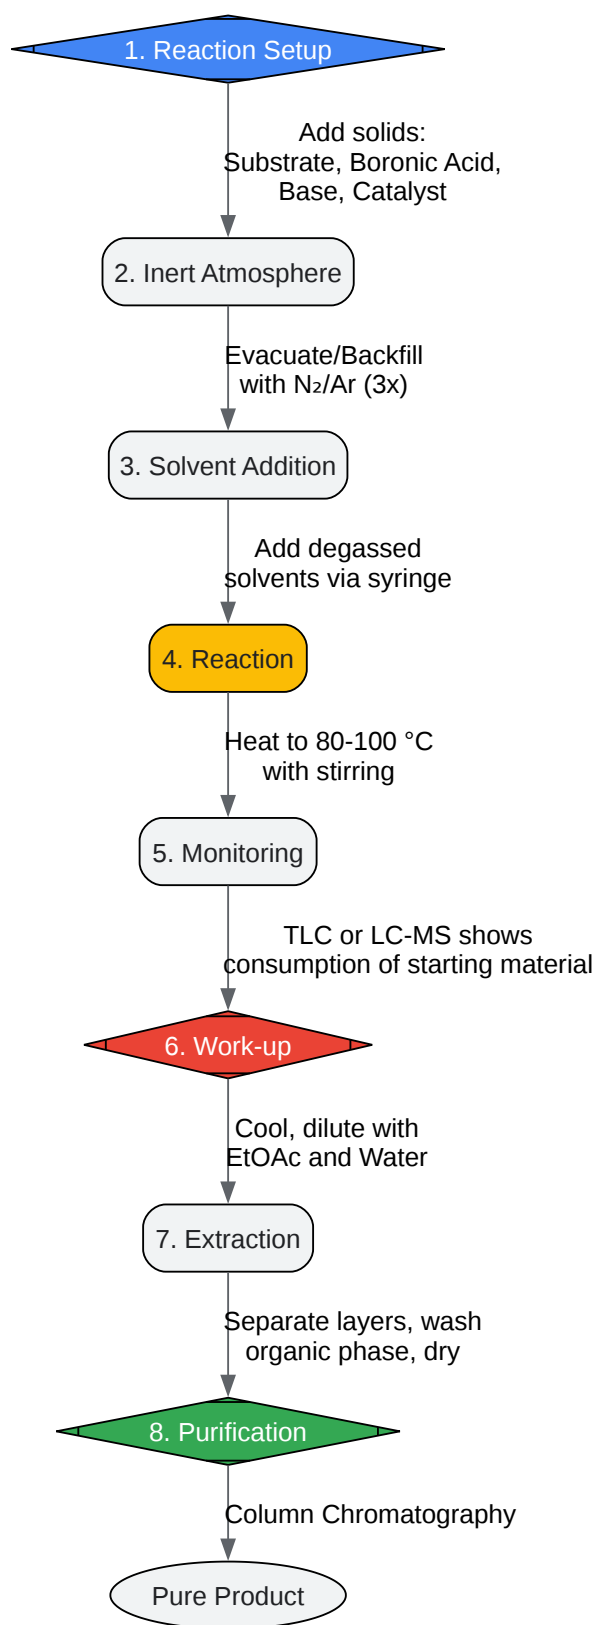 1. Reaction Setup
Add solids:
Substrate, Boronic Acid,
Base, Catalyst
2. Inert Atmosphere
Evacuate/Backfill
with N₂/Ar (3x)
3. Solvent Addition
Add degassed
solvents via syringe
4. Reaction
Heat to 80-100 °C
with stirring
5. Monitoring
TLC or LC-MS shows
consumption of starting material
6. Work-up
Cool, dilute with
EtOAc and Water
7. Extraction
Separate layers, wash
organic phase, dry
8. Purification
Column Chromatography
Pure Product